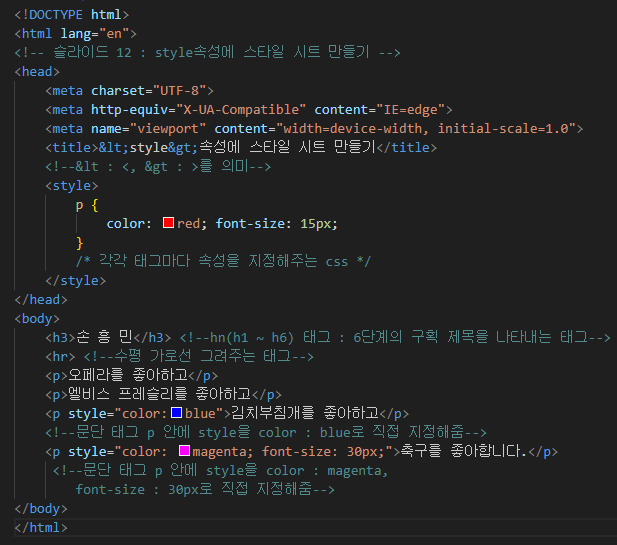 <!DOCTYPE html>
<html lang="en">
<!-- 슬라이드 12 : style속성에 스타일 시트 만들기 -->
<head>
    <meta charset="UTF-8">
    <meta http-equiv="X-UA-Compatible" content="IE=edge">
    <meta name="viewport" content="width=device-width, initial-scale=1.0">
    <title>&lt;style&gt;속성에 스타일 시트 만들기</title>
    <!--&lt : <, &gt : >를 의미-->
    <style>
        p {
            color: red; font-size: 15px;
        }
        /* 각각 태그마다 속성을 지정해주는 css */
    </style>
</head>
<body>
    <h3>손 흥 민</h3> <!--hn(h1 ~ h6) 태그 : 6단계의 구획 제목을 나타내는 태그-->
    <hr> <!--수평 가로선 그려주는 태그-->
    <p>오페라를 좋아하고</p>
    <p>엘비스 프레슬리를 좋아하고</p>
    <p style="color:blue">김치부침개를 좋아하고</p>
    <!--문단 태그 p 안에 style을 color : blue로 직접 지정해줌-->
    <p style="color: magenta; font-size: 30px;">축구를 좋아합니다.</p>
     <!--문단 태그 p 안에 style을 color : magenta,
        font-size : 30px로 직접 지정해줌-->
</body>
</html>